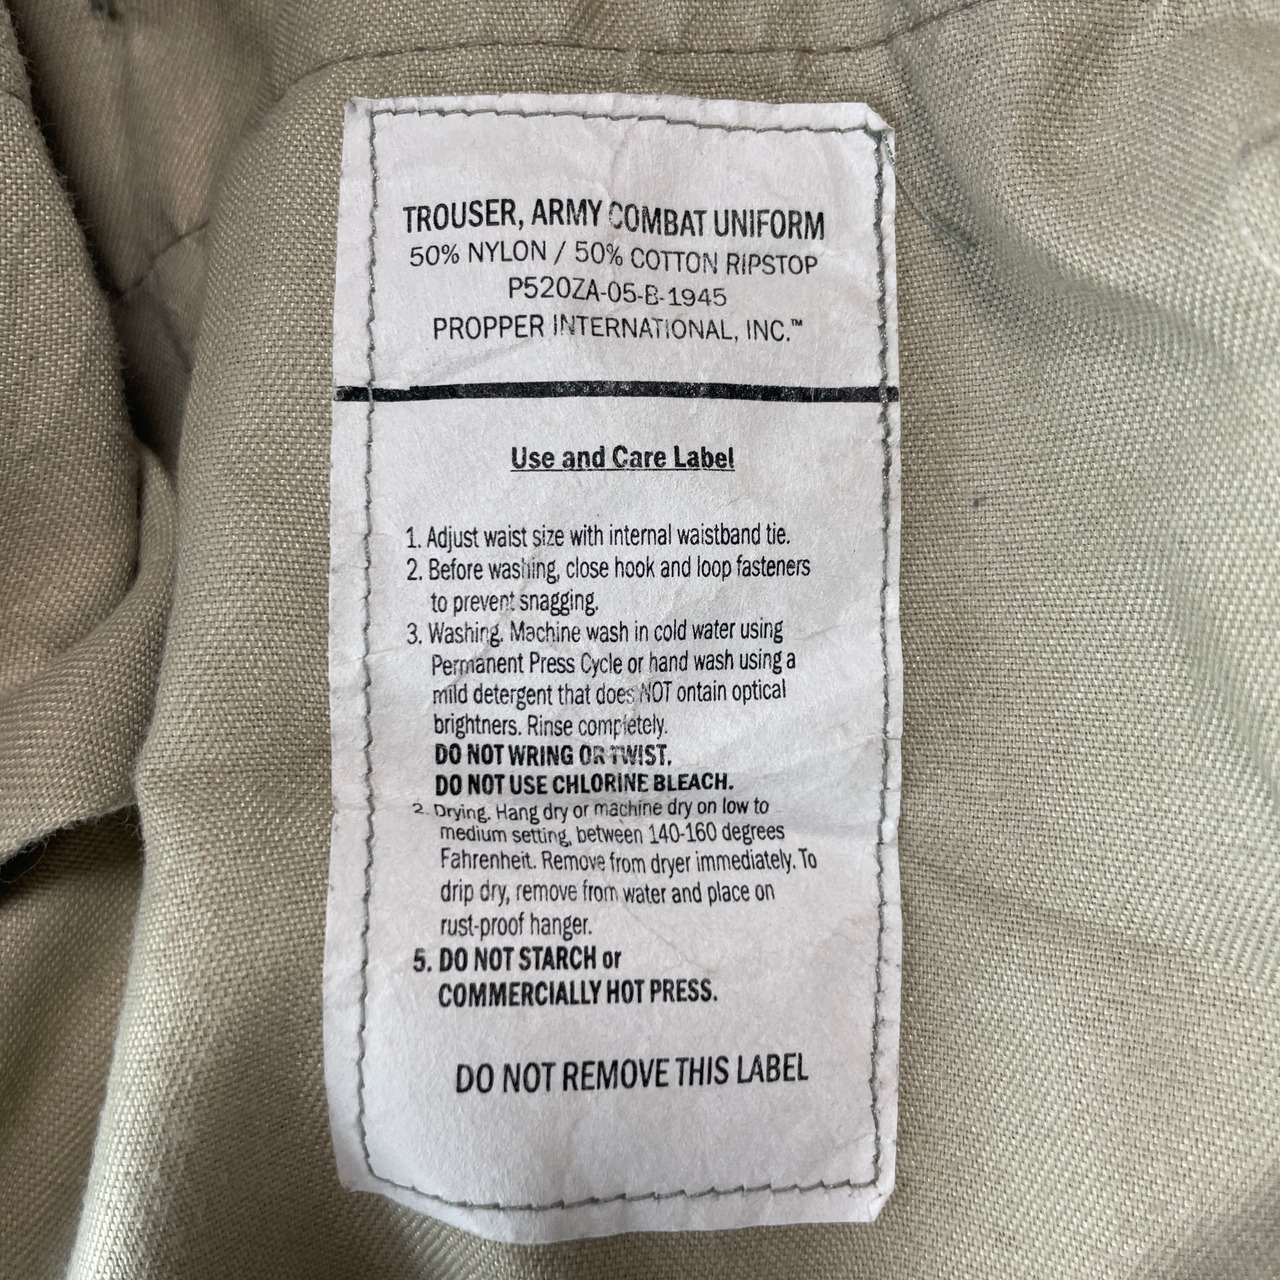 TROUSER, ARMY COMBAT UNIFORM
50% NYLON / 50% COTTON RIPSTOP
P520ZA-05-B-1945
PROPPER INTERNATIONAL, INC.™
Use and Care Label
1. Adjust waist size with internal waistband tie.
2. Before washing, close hook and loop fasteners
to prevent snagging.
3. Washing. Machine wash in cold water using
Permanent Press Cycle or hand wash using a
mild detergent that does NOT ontain optical
brightners. Rinse completely.
DO NOT WRING OR TWIST.
DO NOT USE CHLORINE BLEACH.
2. Drying. Hang dry or machine dry on low to
medium setting, between 140-160 degrees
Fahrenheit. Remove from dryer immediately. To
drip dry, remove from water and place on
rust-proof hanger.
5. DO NOT STARCH or
COMMERCIALLY HOT PRESS.
DO NOT REMOVE THIS LABEL